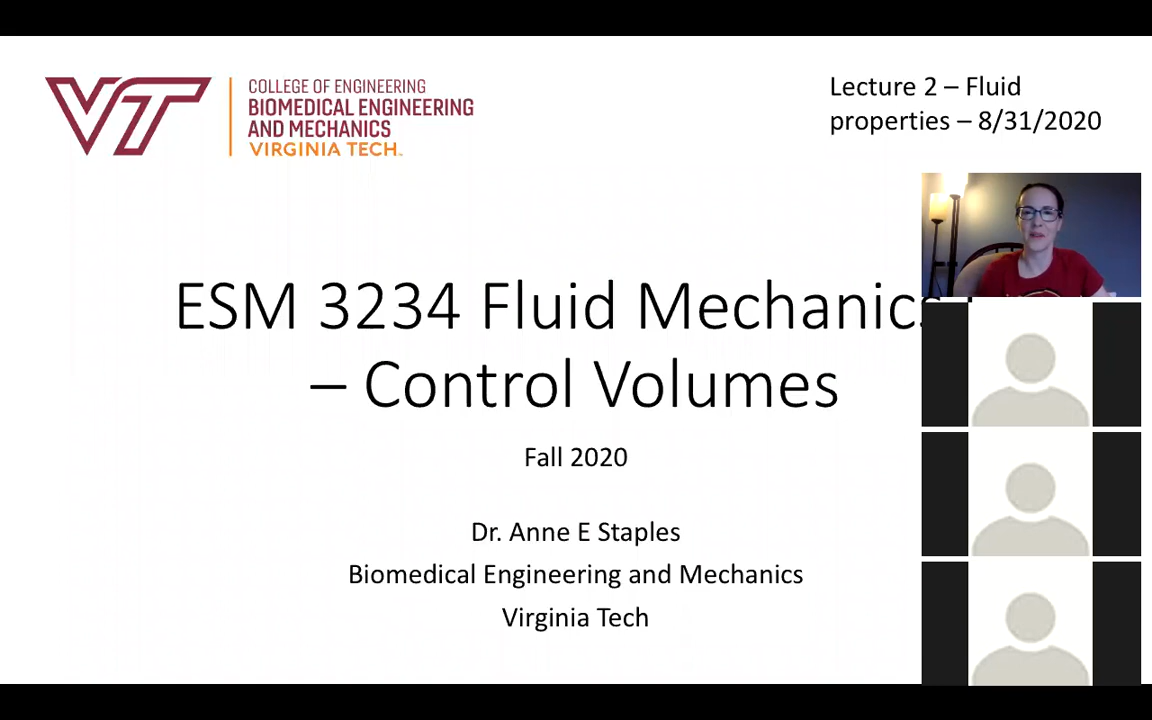 VT
COLLEGE OF ENGINEERING
BIOMEDICAL ENGINEERING
AND MECHANICS
VIRGINIA TECH
Lecture 2 – Fluid
properties – 8/31/2020
ESM 3234 Fluid Mechanics
– Control Volumes
Fall 2020
Dr. Anne E Staples
Biomedical Engineering and Mechanics
Virginia Tech